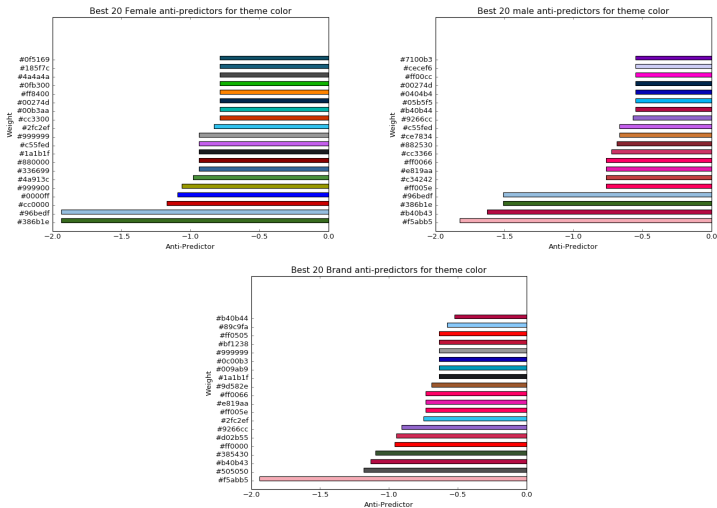 Best 20 Female anti-predictors for theme color
#0f5169
#185f7c
#4a4a4a
#0fb300
#ff8400
#00274d
#00b3aa
#cc3300
#2fc2ef
#999999
#c55fed
#1a1b1f
#880000
#336699
#4a913c
#999900
#0000ff
#cc0000
#96bedf
#386b1e
Weight
−2.0 −1.5 −1.0 −0.5 0.0
Anti-Predictor
Best 20 male anti-predictors for theme color
#7100b3
#cecef6
#ff00cc
#00274d
#0404b4
#05b5f5
#b40b44
#9266cc
#c55fed
#ce7834
#882530
#cc3366
#ff0066
#e819aa
#c34242
#ff005e
#96bedf
#386b1e
#b40b43
#f5abb5
Weight
−2.0 −1.5 −1.0 −0.5 0.0
Anti-Predictor
Best 20 Brand anti-predictors for theme color
#b40b44
#89c9fa
#ff0505
#bf1238
#999999
#0c00b3
#009ab9
#1a1b1f
#9d582e
#ff0066
#e819aa
#ff005e
#2fc2ef
#9266cc
#d02b55
#ff0000
#385430
#b40b43
#505050
#f5abb5
Weight
−2.0 −1.5 −1.0 −0.5 0.0
Anti-Predictor